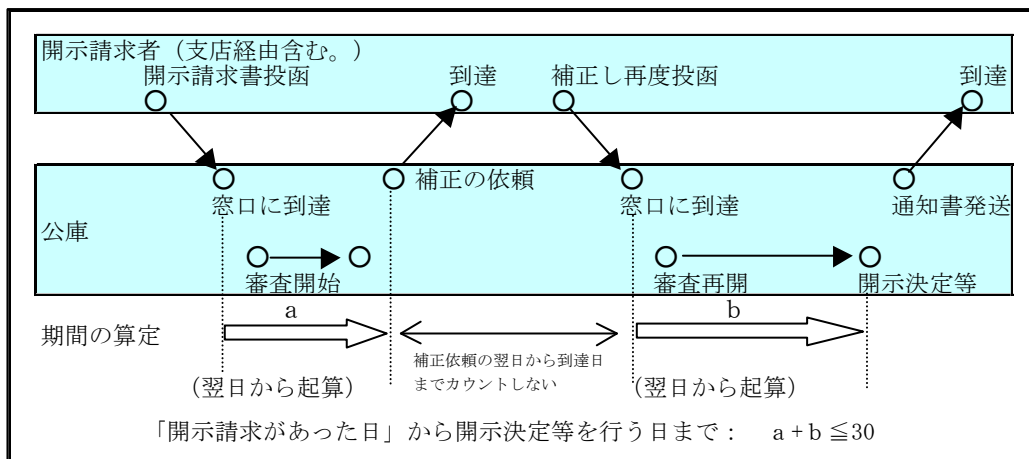 開示請求者（支店経由含む。）
開示請求書投函
到達
補正し再度投函
到達
公庫
窓口に到達
補正の依頼
窓口に到達
通知書発送
審査開始
審査再開
開示決定等
期間の算定
a
b
補正依頼の翌日から到達日
までカウントしない
（翌日から起算）
（翌日から起算）
「開示請求があった日」から開示決定等を行う日まで： a+b≦30